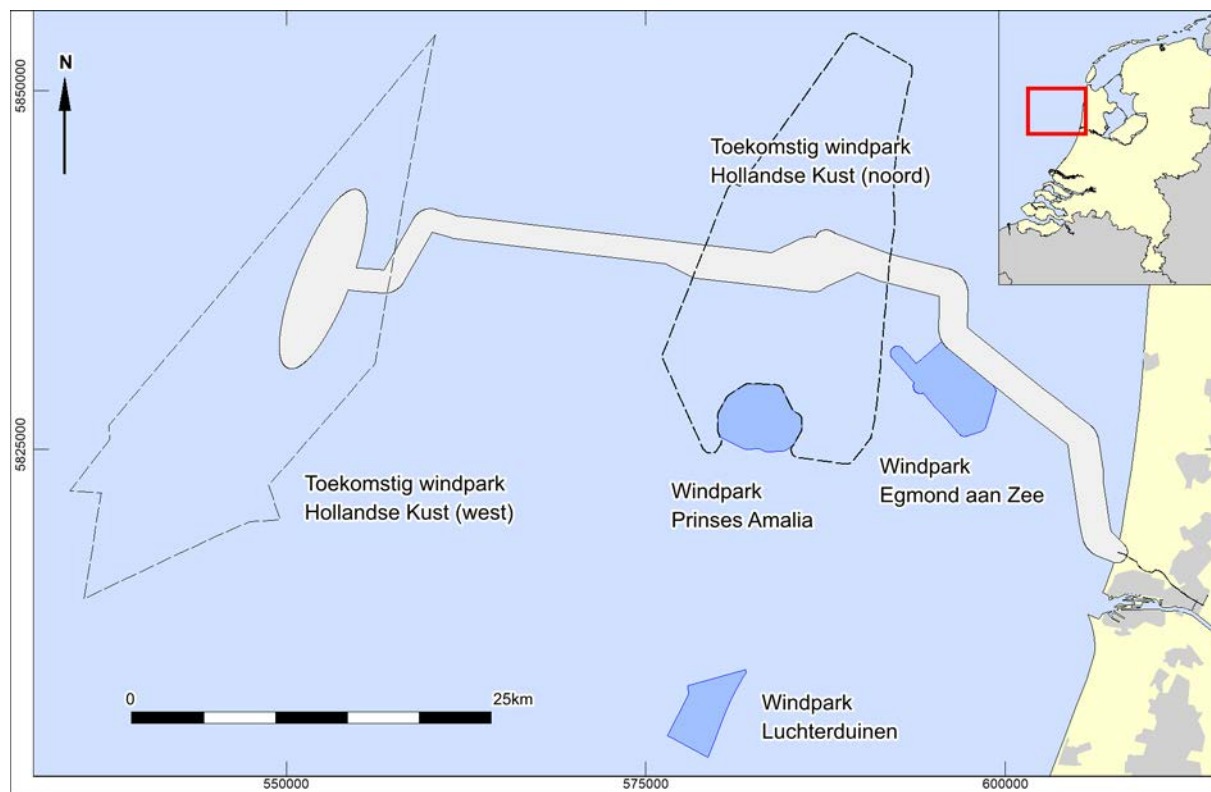 N
5850000
5825000
Toekomstig windpark
Hollandse Kust (noord)
Toekomstig windpark
Hollandse Kust (west)
Windpark
Prinses Amalia
Windpark
Egmond aan Zee
Windpark
Luchterduinen
0
25km
550000
575000
600000